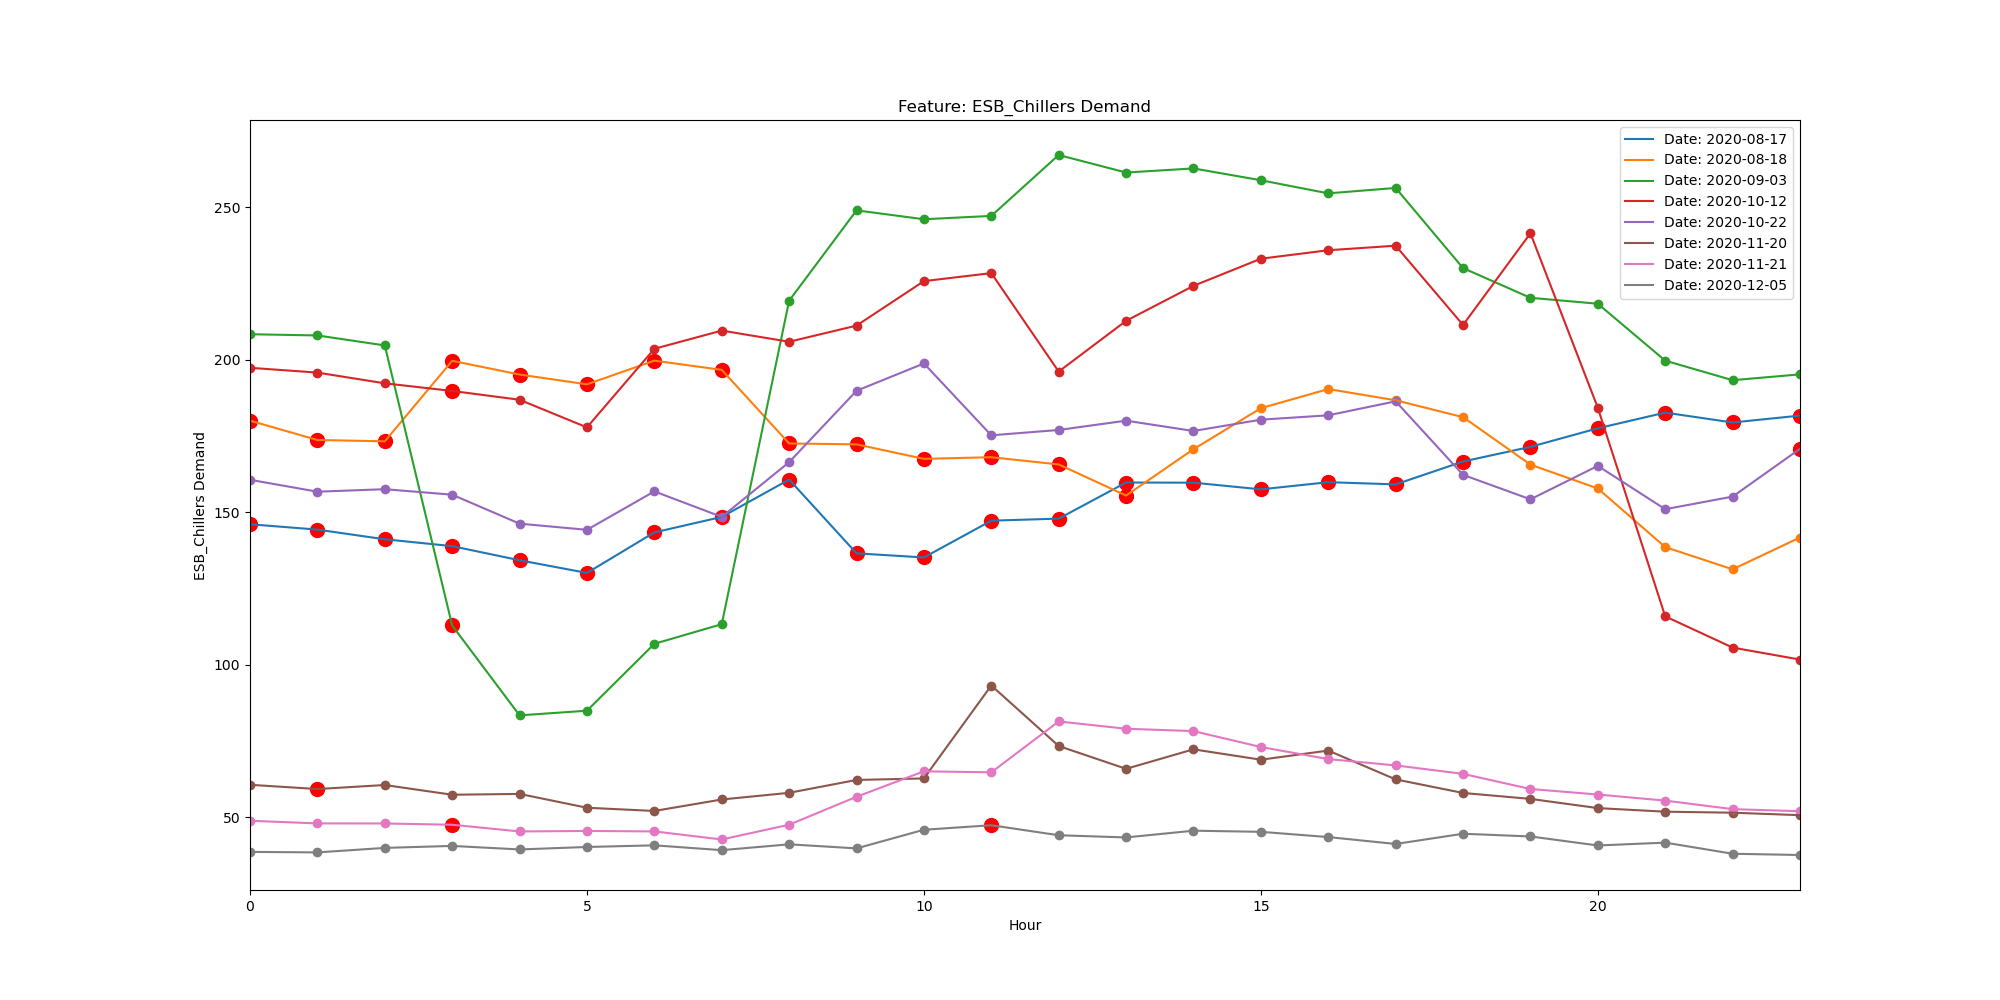 Feature: ESB_Chillers Demand
Date: 2020-08-17
Date: 2020-08-18
Date: 2020-09-03
Date: 2020-10-12
Date: 2020-10-22
Date: 2020-11-20
Date: 2020-11-21
Date: 2020-12-05
ESB_Chillers Demand
250
200
150
100
50
0
5
10
15
20
Hour